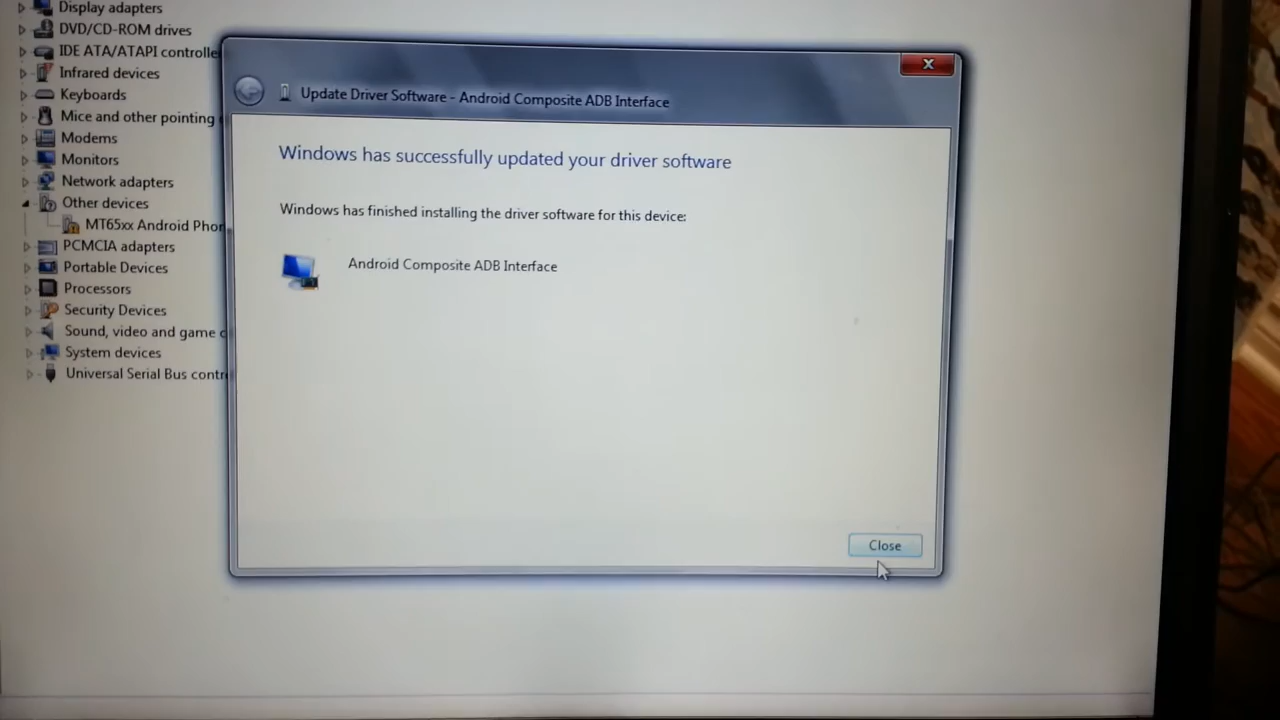 Display adapters
DVD/CD-ROM drives
IDE ATA/ATAPI controlle
Infrared devices
Keyboards
Mice and other pointing
Modems
Monitors
Network adapters
Other devices
MT65xx Android Phon
PCMCIA adapters
Portable Devices
Processors
Security Devices
Sound, video and game c
System devices
Universal Serial Bus contr
Update Driver Software - Android Composite ADB Interface
Windows has successfully updated your driver software
Windows has finished installing the driver software for this device:
Android Composite ADB Interface
Close